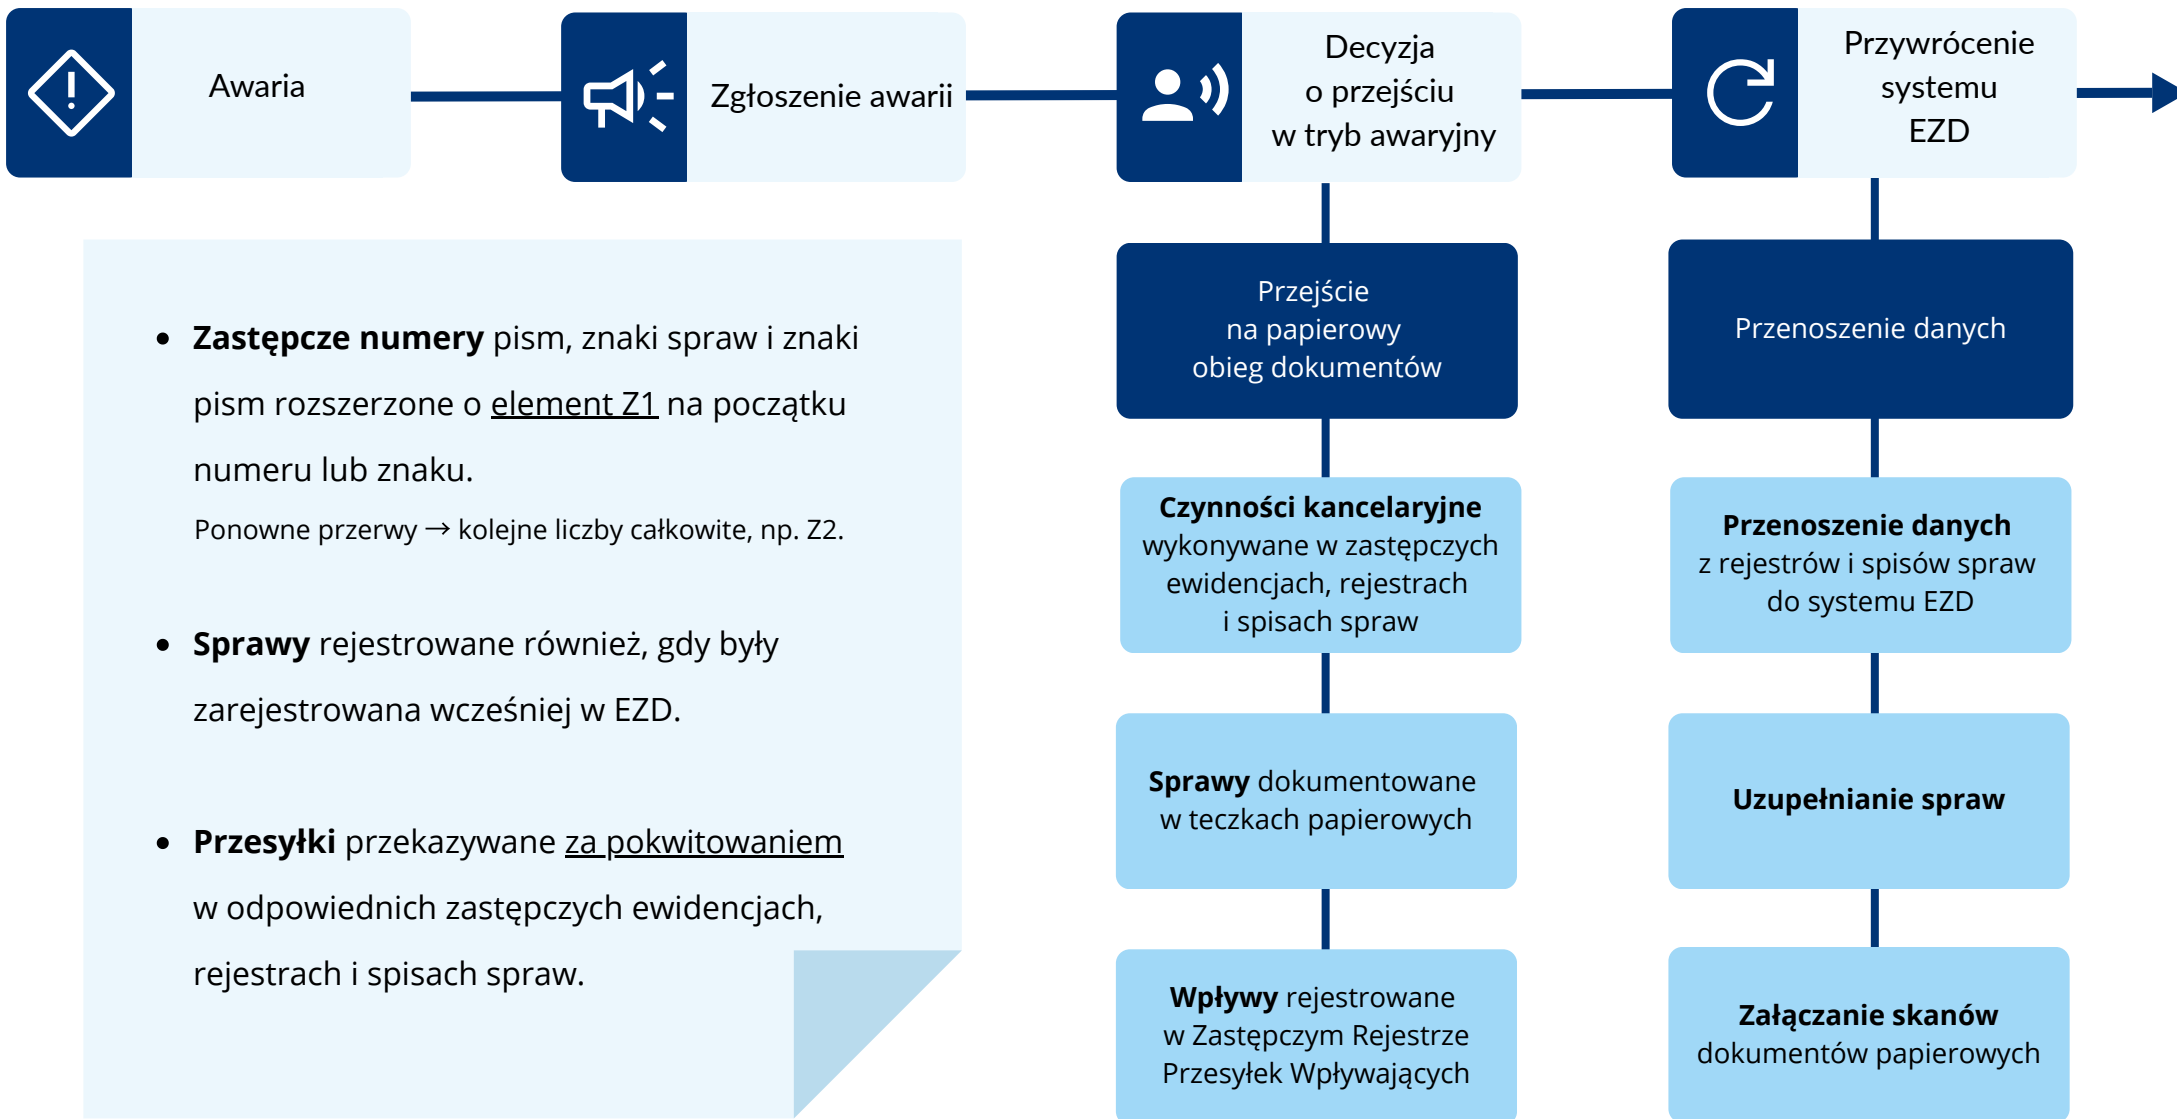 Awaria
Zgłoszenie awarii
Decyzja
o przejściu
w tryb awaryjny
Przywrócenie
systemu
EZD
• Zastępcze numery pism, znaki spraw i znaki
pism rozszerzone o element Z1 na początku
numeru lub znaku.
Ponowne przerwy → kolejne liczby całkowite, np. Z2.
• Sprawy rejestrowane również, gdy były
zarejestrowana wcześniej w EZD.
• Przesyłki przekazywane za pokwitowaniem
w odpowiednich zastępczych ewidencjach,
rejestrach i spisach spraw.
Przejście
na papierowy
obieg dokumentów
Czynności kancelaryjne
wykonywane w zastępczych
ewidencjach, rejestrach
i spisach spraw
Sprawy dokumentowane
w teczkach papierowych
Wpływy rejestrowane
w Zastępczym Rejestrze
Przesyłek Wpływających
Przenoszenie danych
Przenoszenie danych
z rejestrów i spisów spraw
do systemu EZD
Uzupełnianie spraw
Załączanie skanów
dokumentów papierowych